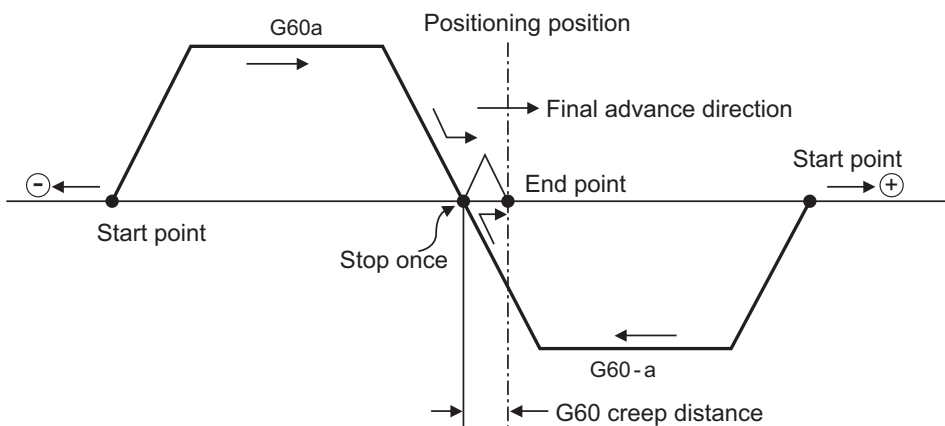 G60a
Positioning position
Final advance direction
Start point
-
+
End point
Start point
Stop once
G60-a
G60 creep distance